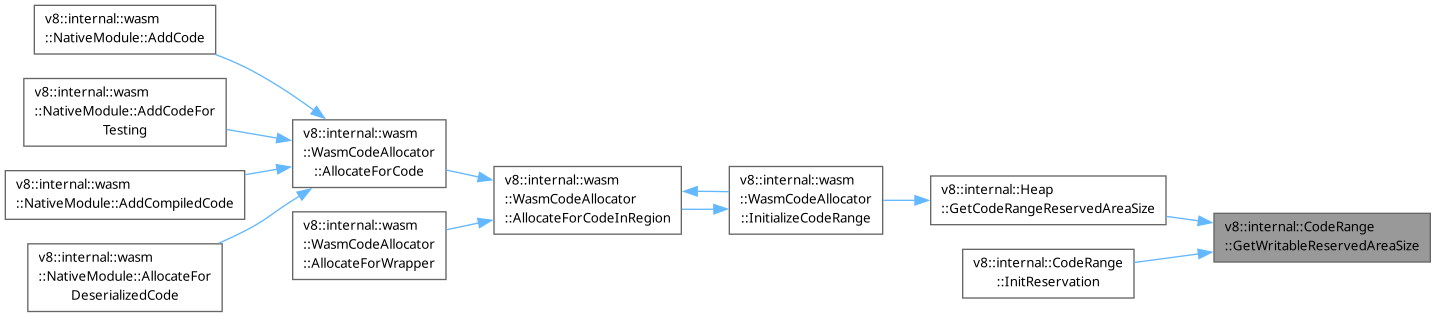 v8::internal::wasm
::NativeModule::AddCode
v8::internal::wasm
::NativeModule::AddCodeFor
Testing
v8::internal::wasm
::NativeModule::AddCompiledCode
v8::internal::wasm
::NativeModule::AllocateFor
DeserializedCode
v8::internal::wasm
::WasmCodeAllocator
::AllocateForCode
v8::internal::wasm
::WasmCodeAllocator
::AllocateForWrapper
v8::internal::wasm
::WasmCodeAllocator
::AllocateForCodeInRegion
v8::internal::wasm
::WasmCodeAllocator
::InitializeCodeRange
v8::internal::Heap
::GetCodeRangeReservedAreaSize
v8::internal::CodeRange
::InitReservation
v8::internal::CodeRange
::GetWritableReservedAreaSize